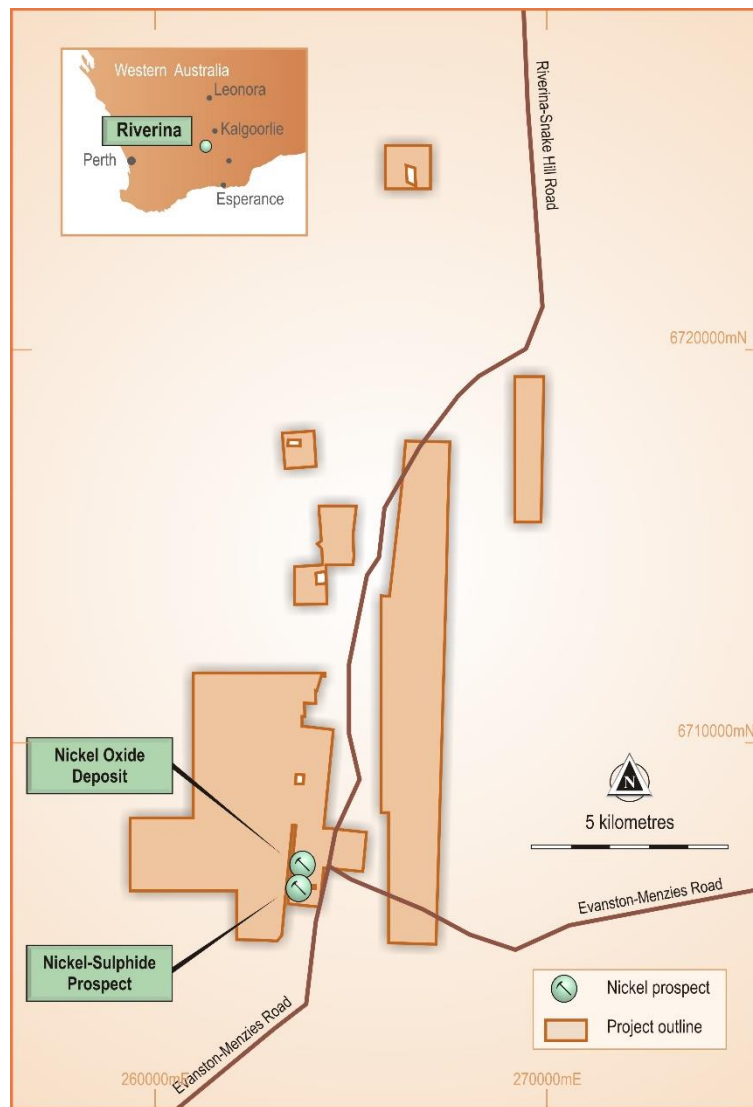 Western Australia
Leonora
Riverina
Kalgoorlie
Perth
Esperance
Riverina-Snake Hill Road
6720000mN
6710000mN
Nickel Oxide
Deposit
N
5 kilometres
Evanston-Menzies Road
Nickel-Sulphide
Prospect
Nickel prospect
Project outline
Evanston-Menzies Road
260000mE
270000mE